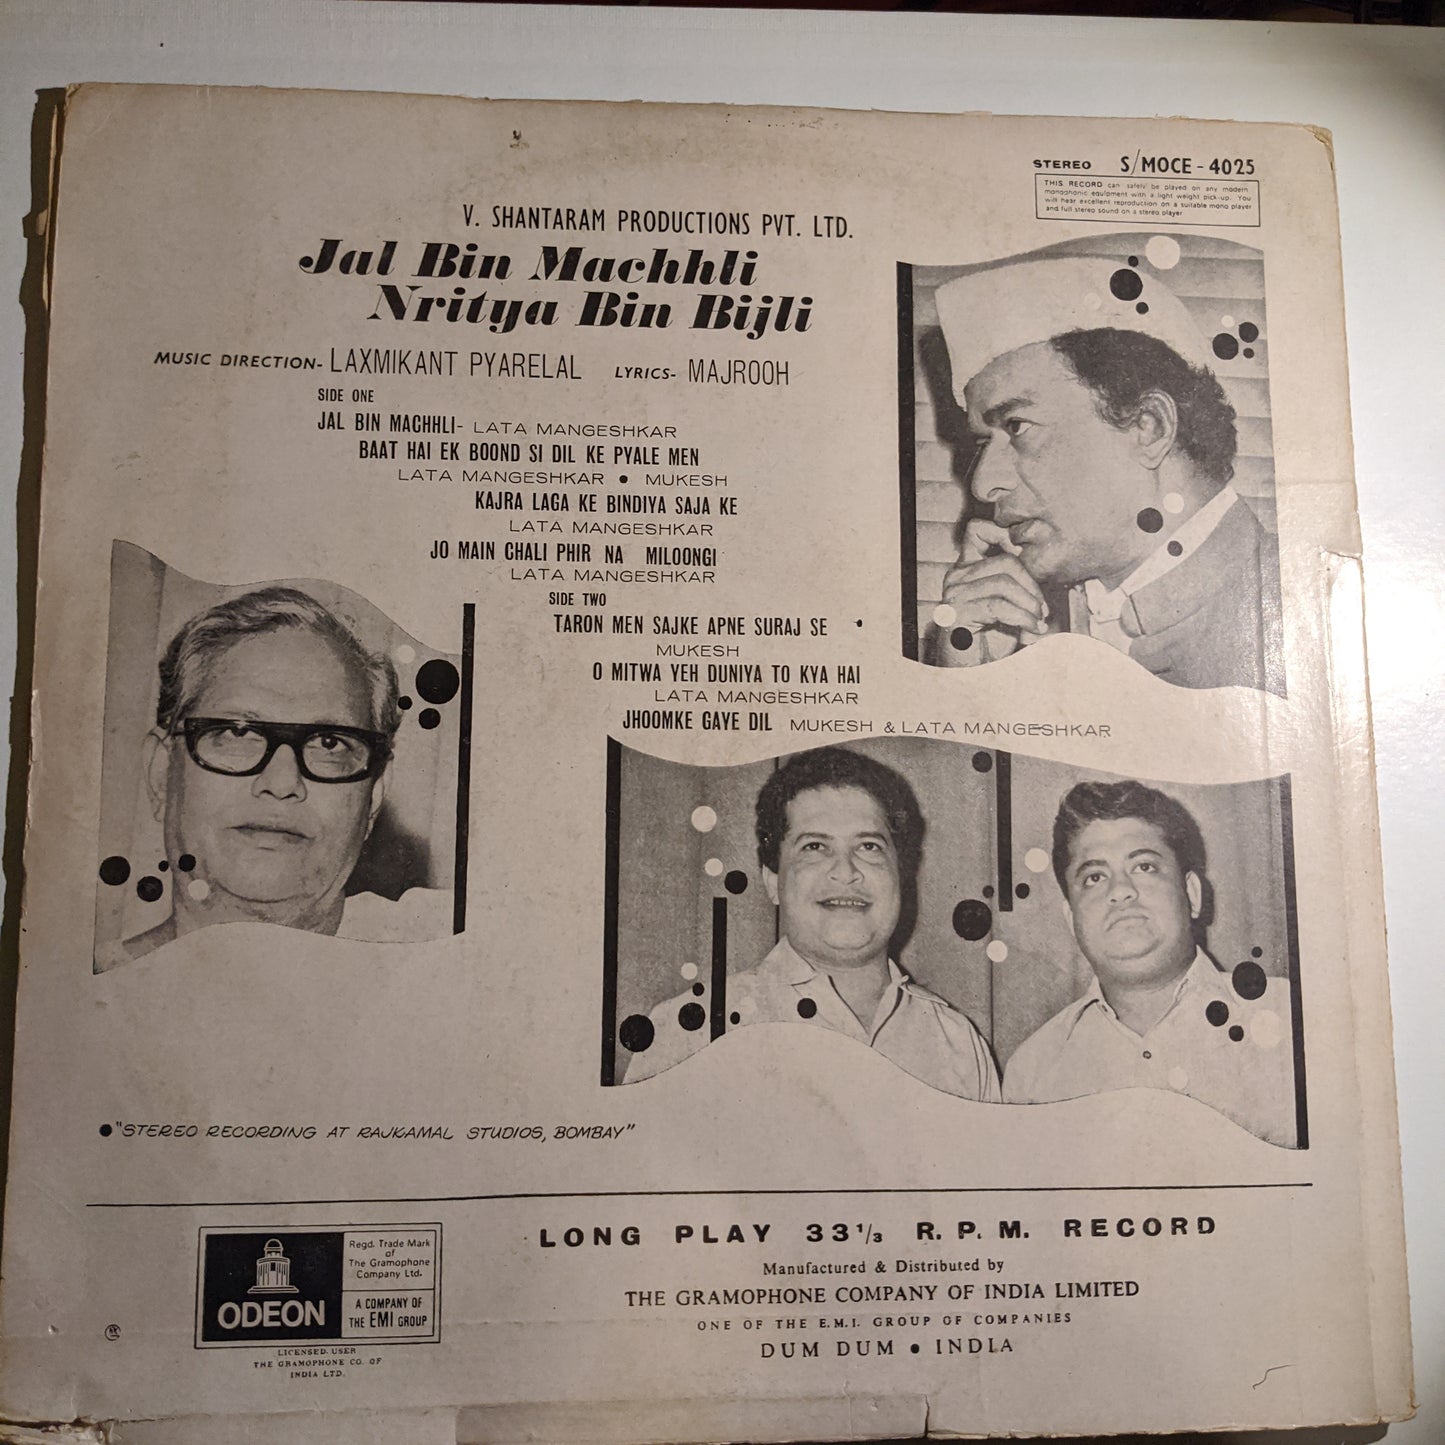 STEREO S/MOCE - 4025
THIS RECORD can safely be played on any modern
monophonic equipment with a light weight pick-up. You
will hear excellent reproduction on a suitable mono player
and full stereo sound on a stereo player
V. SHANTARAM PRODUCTIONS PVT. LTD.
Jal Bin Machhli
Nritya Bin Bijli
MUSIC DIRECTION- LAXMIKANT PYARELAL LYRICS- MAJROOH
SIDE ONE
JAL BIN MACHHLI- LATA MANGESHKAR
BAAT HAI EK BOOND SI DIL KE PYALE MEN
LATA MANGESHKAR ● MUKESH
KAJRA LAGA KE BINDIYA SAJA KE
LATA MANGESHKAR
JO MAIN CHALI PHIR NA MILOONGI
LATA MANGESHKAR
SIDE TWO
TARON MEN SAJKE APNE SURAJ SE
MUKESH
O MITWA YEH DUNIYA TO KYA HAI
LATA MANGESHKAR
JHOOMKE GAYE DIL MUKESH & LATA MANGESHKAR
●"STEREO RECORDING AT RAJKAMAL STUDIOS, BOMBAY"
LONG PLAY 33⅓ R. P. M. RECORD
Manufactured & Distributed by
THE GRAMOPHONE COMPANY OF INDIA LIMITED
ONE OF THE E.M.I. GROUP OF COMPANIES
DUM DUM ● INDIA
ODEON
Regd. Trade Mark
of
The Gramophone
Company Ltd.
A COMPANY OF
THE EMI GROUP
LICENSED USER
THE GRAMOPHONE CO. OF
INDIA LTD.